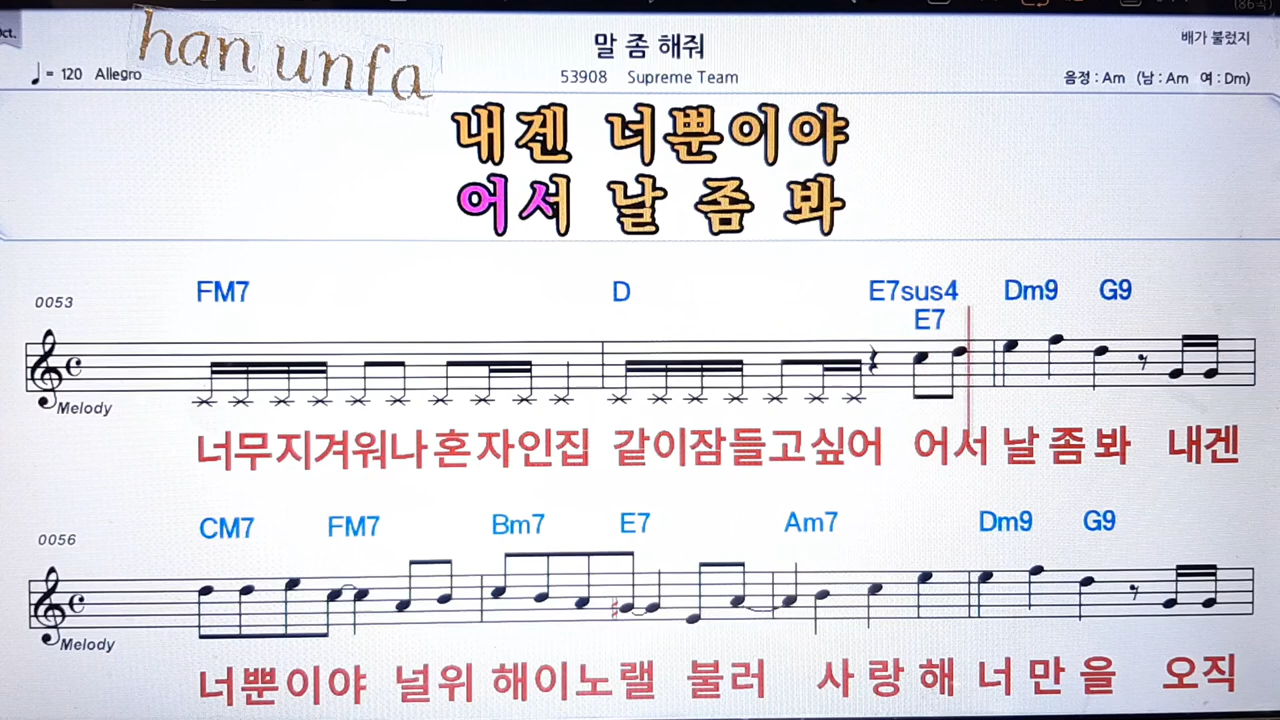 (86곡)
ct.
han unfa
말 좀 해줘
배가 불렀지
♩ = 120 Allegro
53908 Supreme Team
음정 : Am (남 : Am 여 : Dm)
내겐 너뿐이야
어서 날 좀 봐
0053
FM7 D E7sus4 Dm9 G9
E7
Melody
너무지겨워나혼자인집 같이잠들고싶어 어서 날 좀 봐 내겐
0056
CM7 FM7 Bm7 E7 Am7 Dm9 G9
Melody
너뿐이야 널위해이노랠 불러 사랑해 너만을 오직